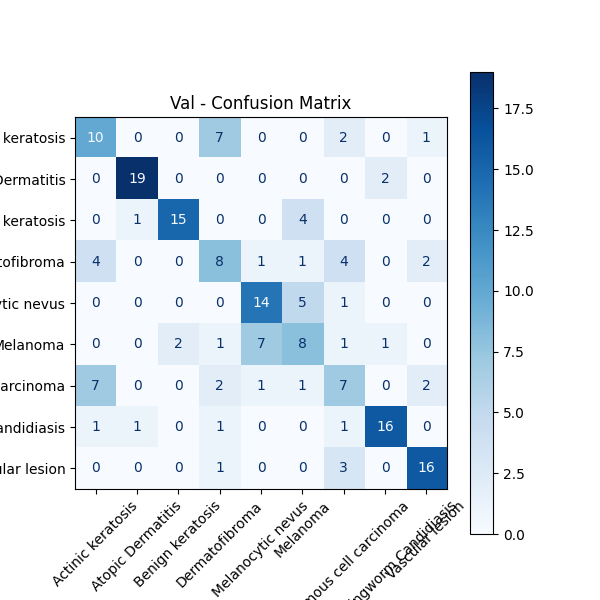 Val - Confusion Matrix
keratosis 10 0 0 7 0 0 2 0 1
Dermatitis 0 19 0 0 0 0 0 2 0
keratosis 0 1 15 0 0 4 0 0 0
tofibroma 4 0 0 8 1 1 4 0 2
ytic nevus 0 0 0 0 14 5 1 0 0
Melanoma 0 0 2 1 7 8 1 1 0
arcinoma 7 0 0 2 1 1 7 0 2
andidiasis 1 1 0 1 0 0 1 16 0
ular lesion 0 0 0 1 0 0 3 0 16
Actinic keratosis
Atopic Dermatitis
Benign keratosis
Dermatofibroma
Melanocytic nevus
Melanoma
mous cell carcinoma
ngworm Candidiasis
Vascular lesion
17.5
15.0
12.5
10.0
7.5
5.0
2.5
0.0